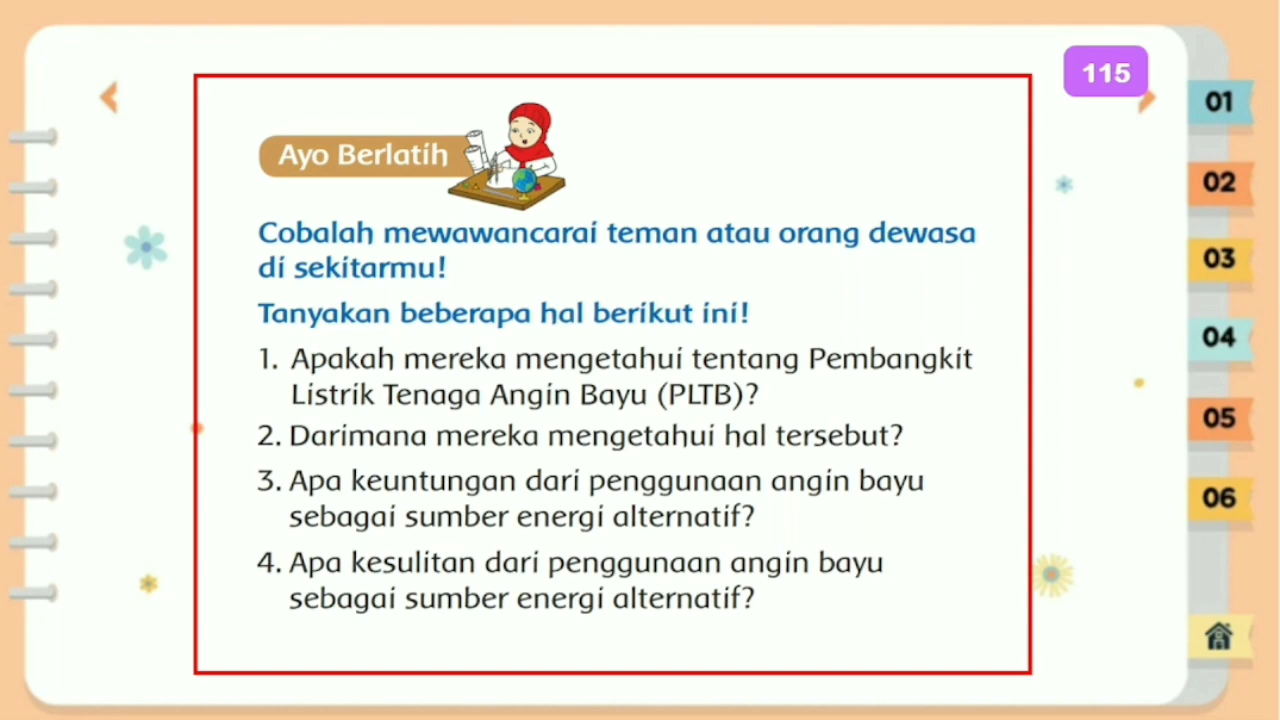 115
Ayo Berlatih
Cobalah mewawancarai teman atau orang dewasa
di sekitarmu!
Tanyakan beberapa hal berikut ini!
1. Apakah mereka mengetahui tentang Pembangkit
Listrik Tenaga Angin Bayu (PLTB)?
2. Darimana mereka mengetahui hal tersebut?
3. Apa keuntungan dari penggunaan angin bayu
sebagai sumber energi alternatif?
4. Apa kesulitan dari penggunaan angin bayu
sebagai sumber energi alternatif?
01
02
03
04
05
06